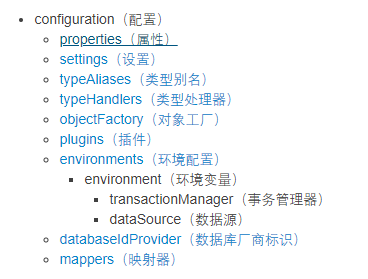 configuration（配置）
properties（属性）
settings（设置）
typeAliases（类型别名）
typeHandlers（类型处理器）
objectFactory（对象工厂）
plugins（插件）
environments（环境配置）
environment（环境变量）
transactionManager（事务管理器）
dataSource（数据源）
databaseIdProvider（数据库厂商标识）
mappers（映射器）